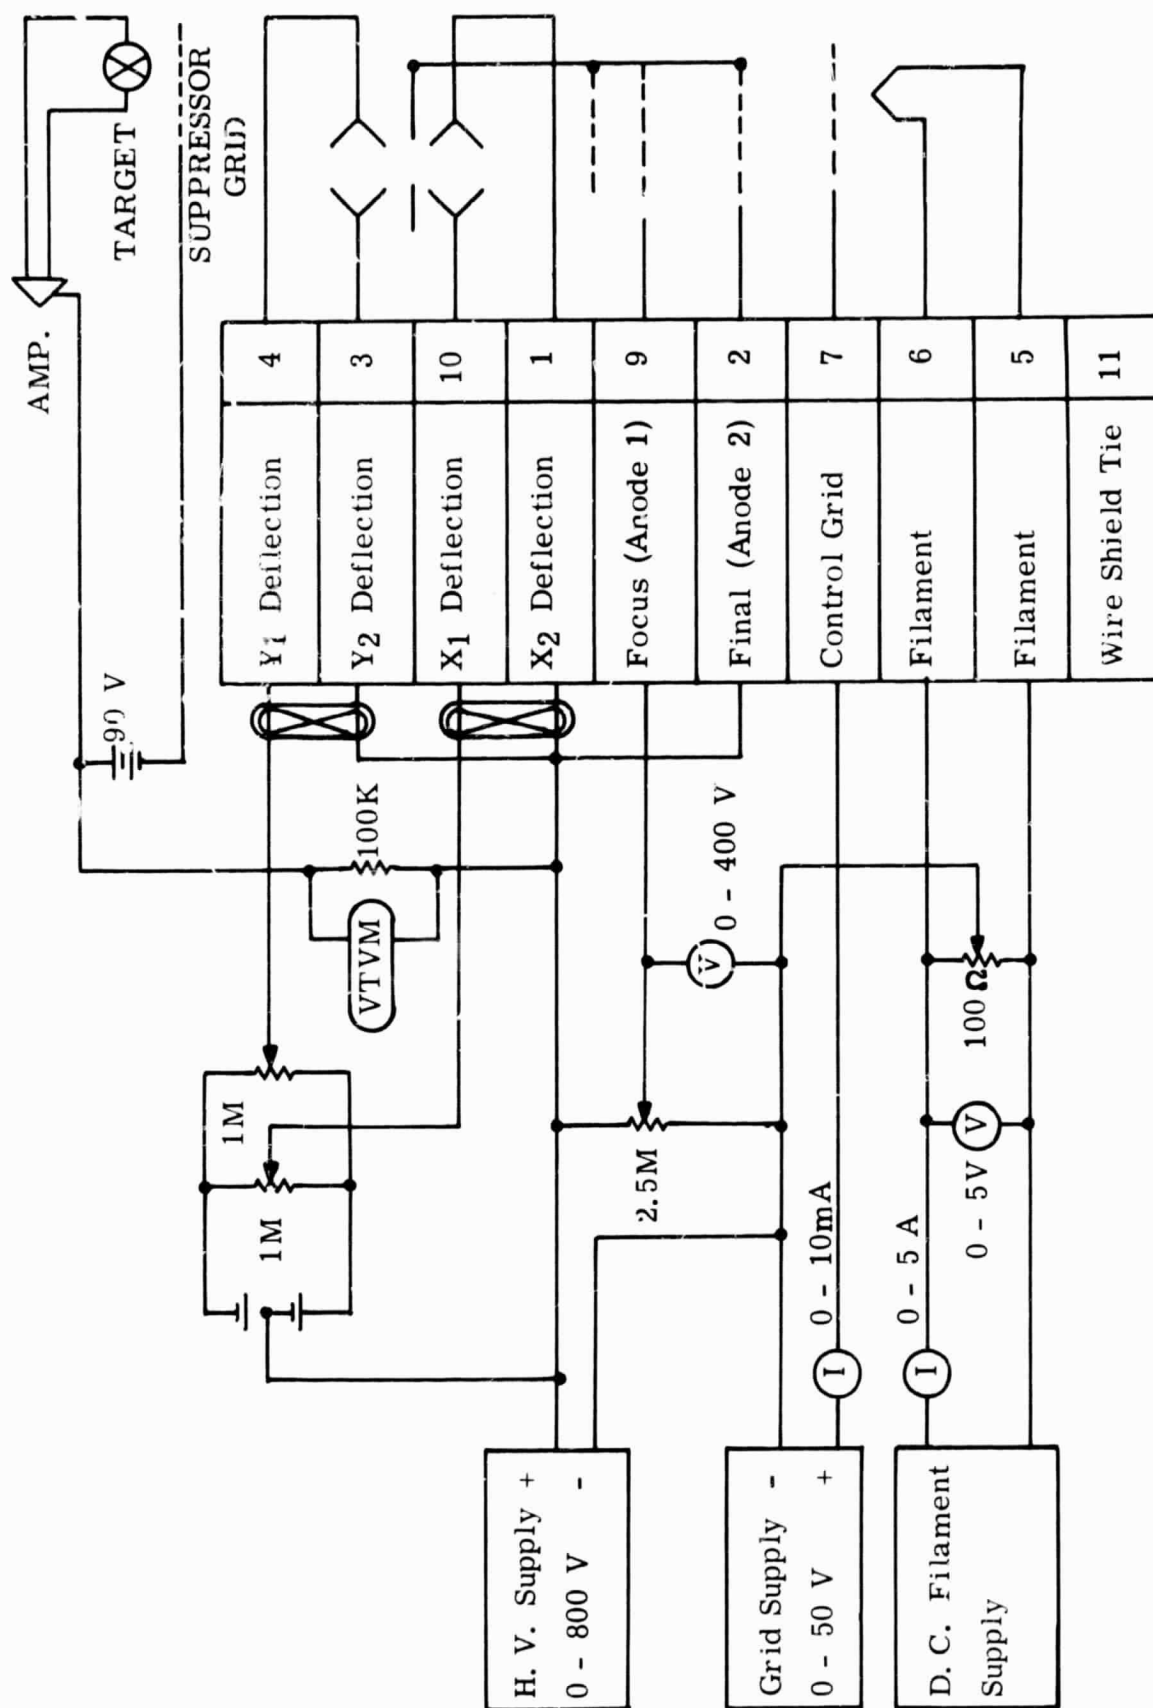 AMP.
TARGET
SUPPRESSOR
GRID
90 V
Y1 Deflection 4
Y2 Deflection 3
X1 Deflection 10
X2 Deflection 1
Focus (Anode 1) 9
Final (Anode 2) 2
Control Grid 7
Filament 6
Filament 5
Wire Shield Tie 11
100K
VTVM
1M
1M
0 - 400 V
V
2.5M
100 Ω
V
0 - 5V
0 - 10mA
I
0 - 5 A
I
H. V. Supply +
0 - 800 V -
Grid Supply -
0 - 50 V +
D. C. Filament
Supply